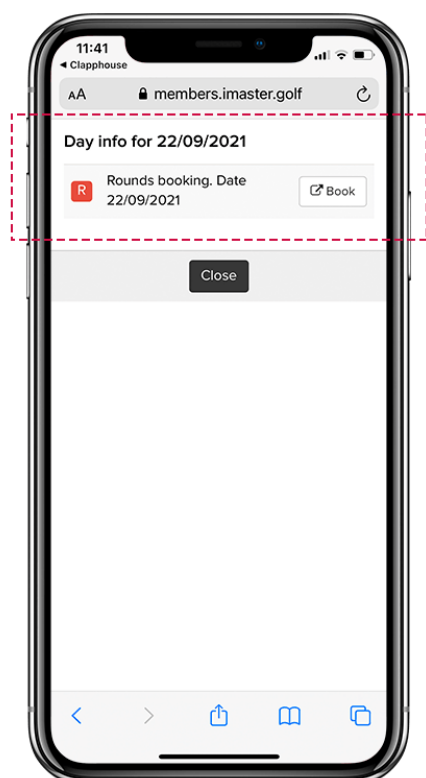 11:41
◀ Clapphouse
AA members.imaster.golf
Day info for 22/09/2021
R
Rounds booking. Date
22/09/2021
Book
Close